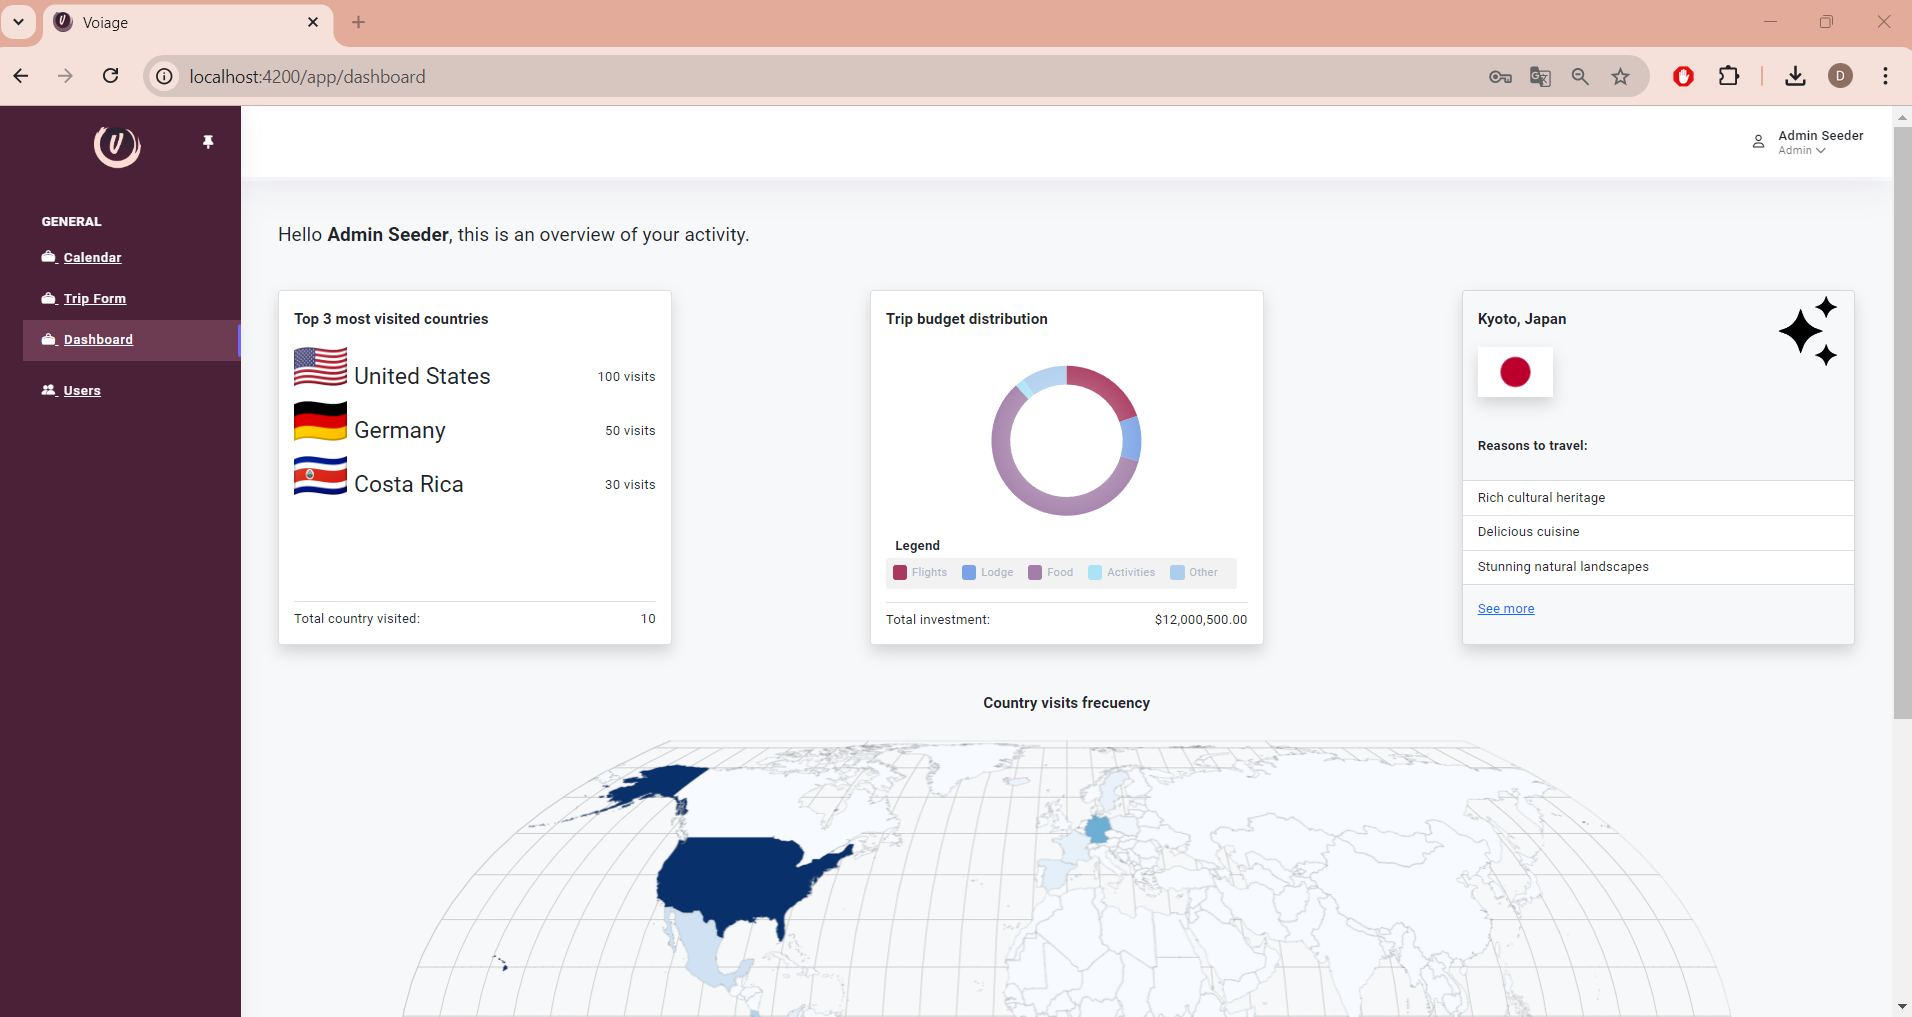 Voiage
localhost:4200/app/dashboard
D
Admin Seeder
Admin
GENERAL
Calendar
Trip Form
Dashboard
Users
Hello Admin Seeder, this is an overview of your activity.
Top 3 most visited countries
United States 100 visits
Germany 50 visits
Costa Rica 30 visits
Total country visited: 10
Trip budget distribution
Legend
Flights Lodge Food Activities Other
Total investment: $12,000,500.00
Kyoto, Japan
Reasons to travel:
Rich cultural heritage
Delicious cuisine
Stunning natural landscapes
See more
Country visits frecuency